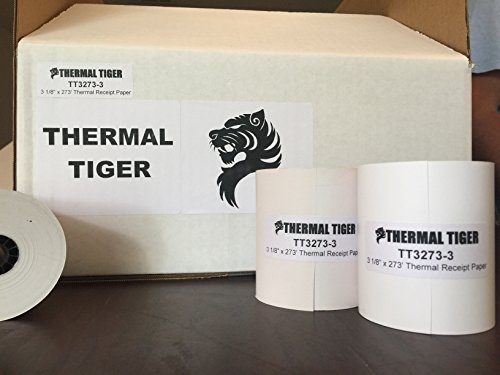 THERMAL TIGER
TT3273-3
3 1/8" x 273' Thermal Receipt Paper
THERMAL
TIGER
THERMAL TIGER
TT3273-3
3 1/8" x 273' Thermal Receipt Pap
THERMAL TIGER
TT3273-3
3 1/8" x 273' Thermal Receipt Paper